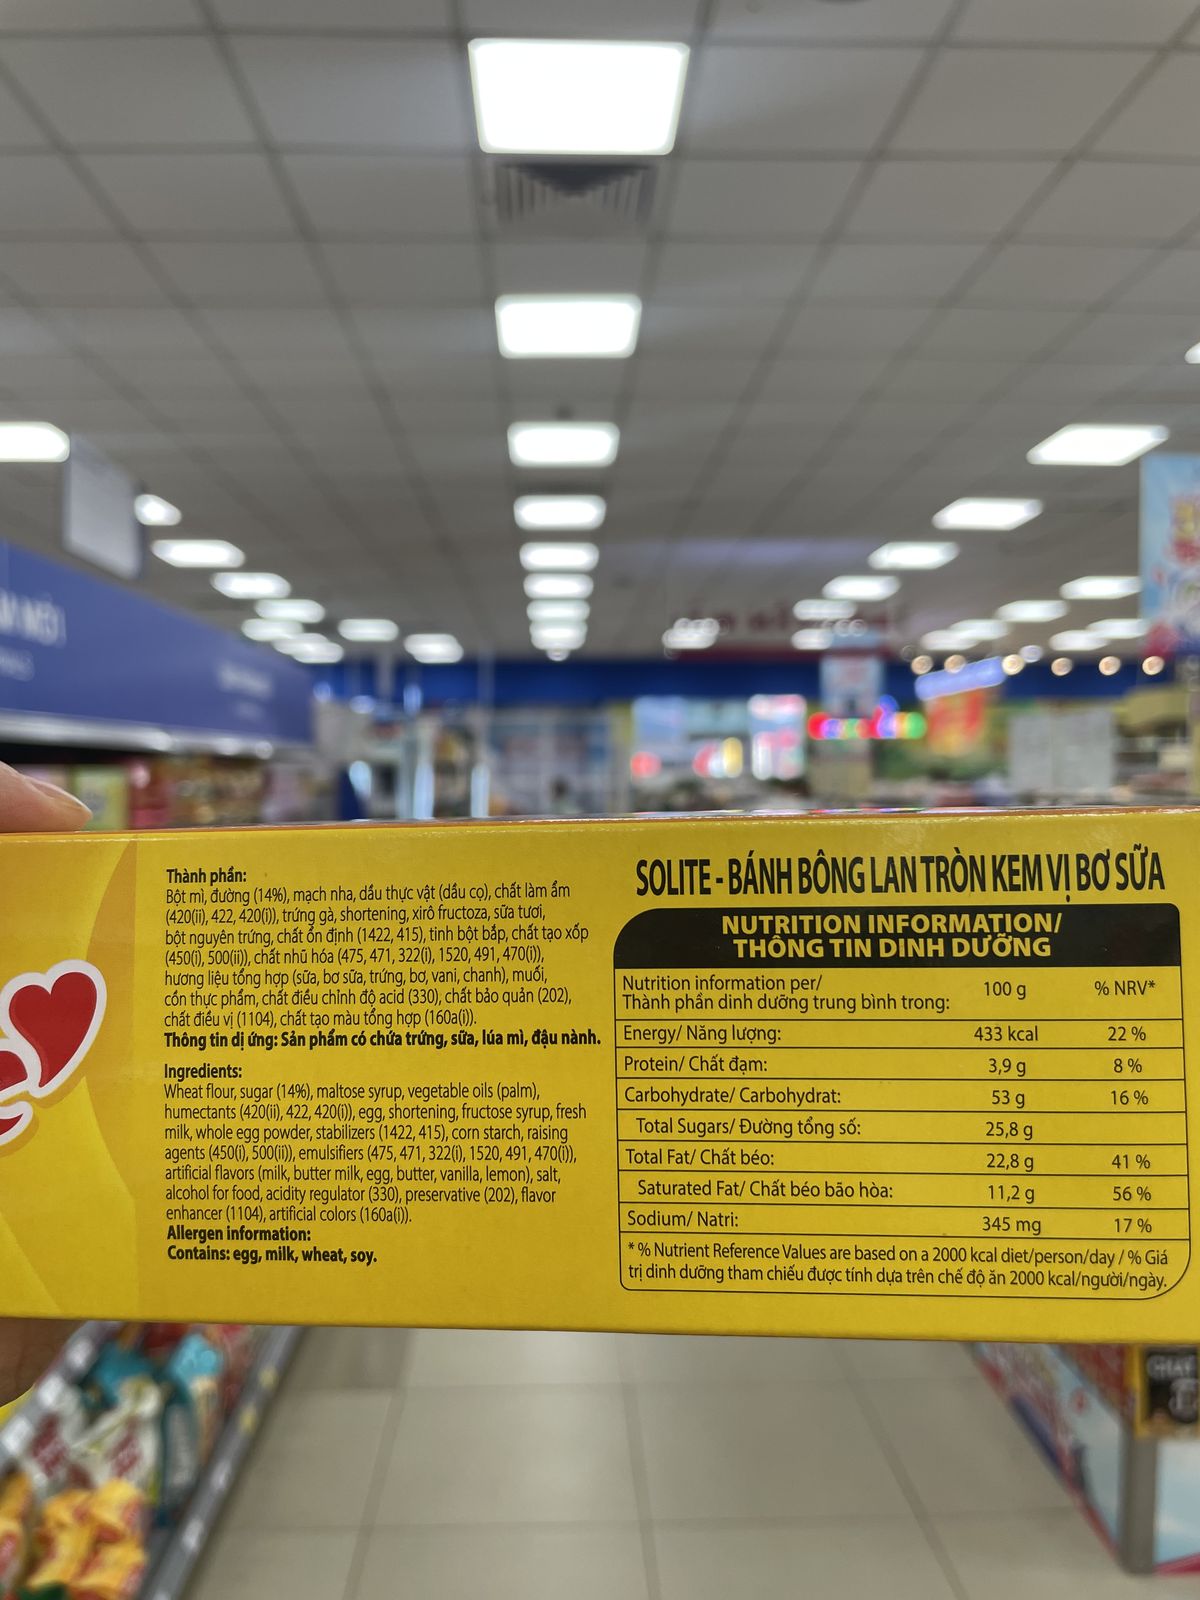 Thành phần:
Bột mì, đường (14%), mạch nha, dầu thực vật (dầu cọ), chất làm ẩm
(420(ii), 422, 420(i)), trứng gà, shortening, xirô fructoza, sữa tươi,
bột nguyên trứng, chất ổn định (1422, 415), tinh bột bắp, chất tạo xốp
(450(i), 500(ii)), chất nhũ hóa (475, 471, 322(i), 1520, 491, 470(i)),
hương liệu tổng hợp (sữa, bơ sữa, trứng, bơ, vani, chanh), muối,
cồn thực phẩm, chất điều chỉnh độ acid (330), chất bảo quản (202),
chất điều vị (1104), chất tạo màu tổng hợp (160a(i)).
Thông tin dị ứng: Sản phẩm có chứa trứng, sữa, lúa mì, đậu nành.
Ingredients:
Wheat flour, sugar (14%), maltose syrup, vegetable oils (palm),
humectants (420(ii), 422, 420(i)), egg, shortening, fructose syrup, fresh
milk, whole egg powder, stabilizers (1422, 415), corn starch, raising
agents (450(i), 500(ii)), emulsifiers (475, 471, 322(i), 1520, 491, 470(i)),
artificial flavors (milk, butter milk, egg, butter, vanilla, lemon), salt,
alcohol for food, acidity regulator (330), preservative (202), flavor
enhancer (1104), artificial colors (160a(i)).
Allergen information:
Contains: egg, milk, wheat, soy.
SOLITE - BÁNH BÔNG LAN TRÒN KEM VỊ BƠ SỮA
NUTRITION INFORMATION/
THÔNG TIN DINH DƯỠNG
Nutrition information per/
Thành phần dinh dưỡng trung bình trong: 100 g % NRV*
Energy/ Năng lượng: 433 kcal 22 %
Protein/ Chất đạm: 3,9 g 8 %
Carbohydrate/ Carbohydrat: 53 g 16 %
Total Sugars/ Đường tổng số: 25,8 g
Total Fat/ Chất béo: 22,8 g 41 %
Saturated Fat/ Chất béo bão hòa: 11,2 g 56 %
Sodium/ Natri: 345 mg 17 %
* % Nutrient Reference Values are based on a 2000 kcal diet/person/day / % Giá
trị dinh dưỡng tham chiếu được tính dựa trên chế độ ăn 2000 kcal/người/ngày.